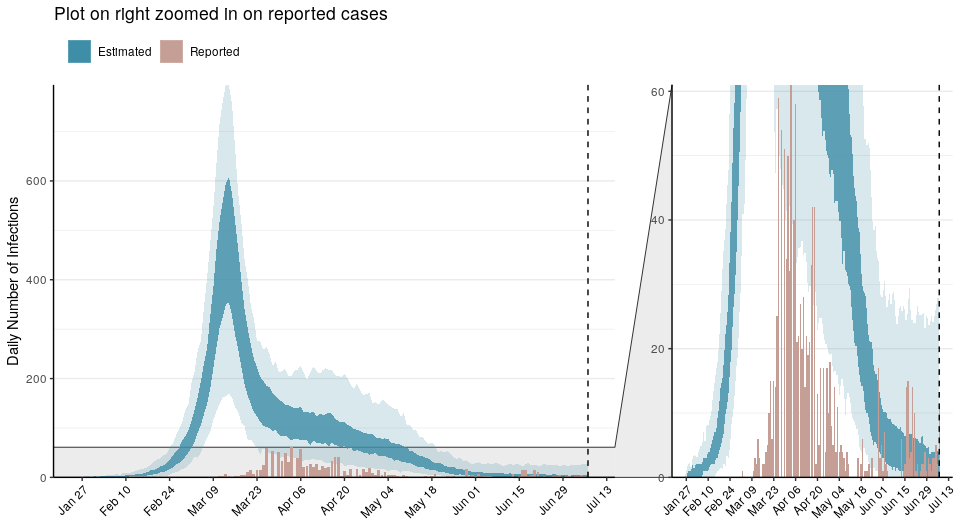 Plot on right zoomed in on reported cases
Estimated Reported
Daily Number of Infections
600
400
200
0
Jan 27 Feb 10 Feb 24 Mar 09 Mar 23 Apr 06 Apr 20 May 04 May 18 Jun 01 Jun 15 Jun 29 Jul 13
60
40
20
0
Jan 27 Feb 10 Feb 24 Mar 09 Mar 23 Apr 06 Apr 20 May 04 May 18 Jun 01 Jun 15 Jun 29 Jul 13